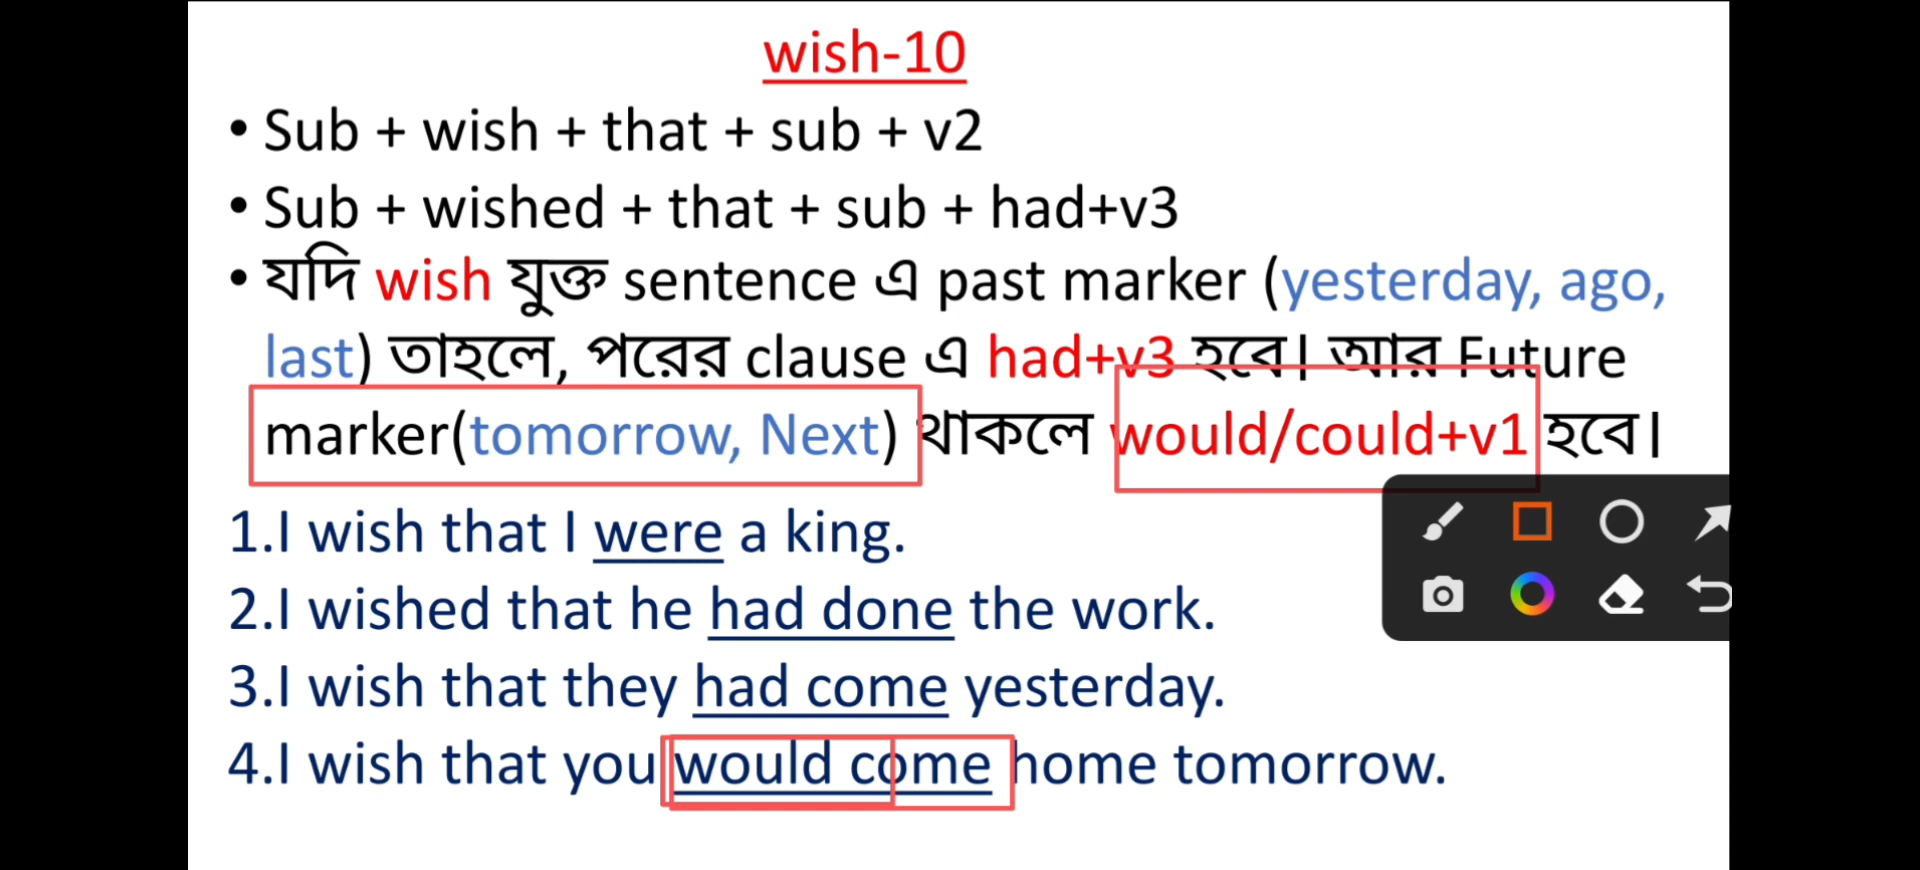 wish-10
• Sub + wish + that + sub + v2
• Sub + wished + that + sub + had+v3
• যদি wish যুক্ত sentence এ past marker (yesterday, ago,
last) তাহলে, পরের clause এ had+v3 হবে। আর Future
marker(tomorrow, Next) থাকলে would/could+v1 হবে।
1.I wish that I were a king.
2.I wished that he had done the work.
3.I wish that they had come yesterday.
4.I wish that you would come home tomorrow.